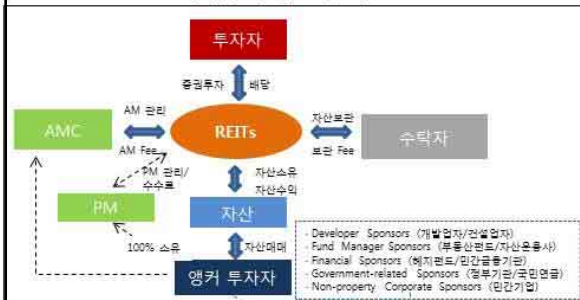 투자자
증권투자
배당
AM 관리
AMC
REITs
자산보관
수탁자
AM Fee
보관 Fee
PM 관리/
수수료
자산소유
자산수익
PM
자산
100% 소유
자산매매
앵커 투자자
- Developer Sponsors (개발업자/건설업자)
- Fund Manager Sponsors (부동산펀드/자산운용사)
- Financial Sponsors (헤지펀드/민간금융기관)
- Government-related Sponsors (정부기관/국민연금)
- Non-property Corporate Sponsors (민간기업)